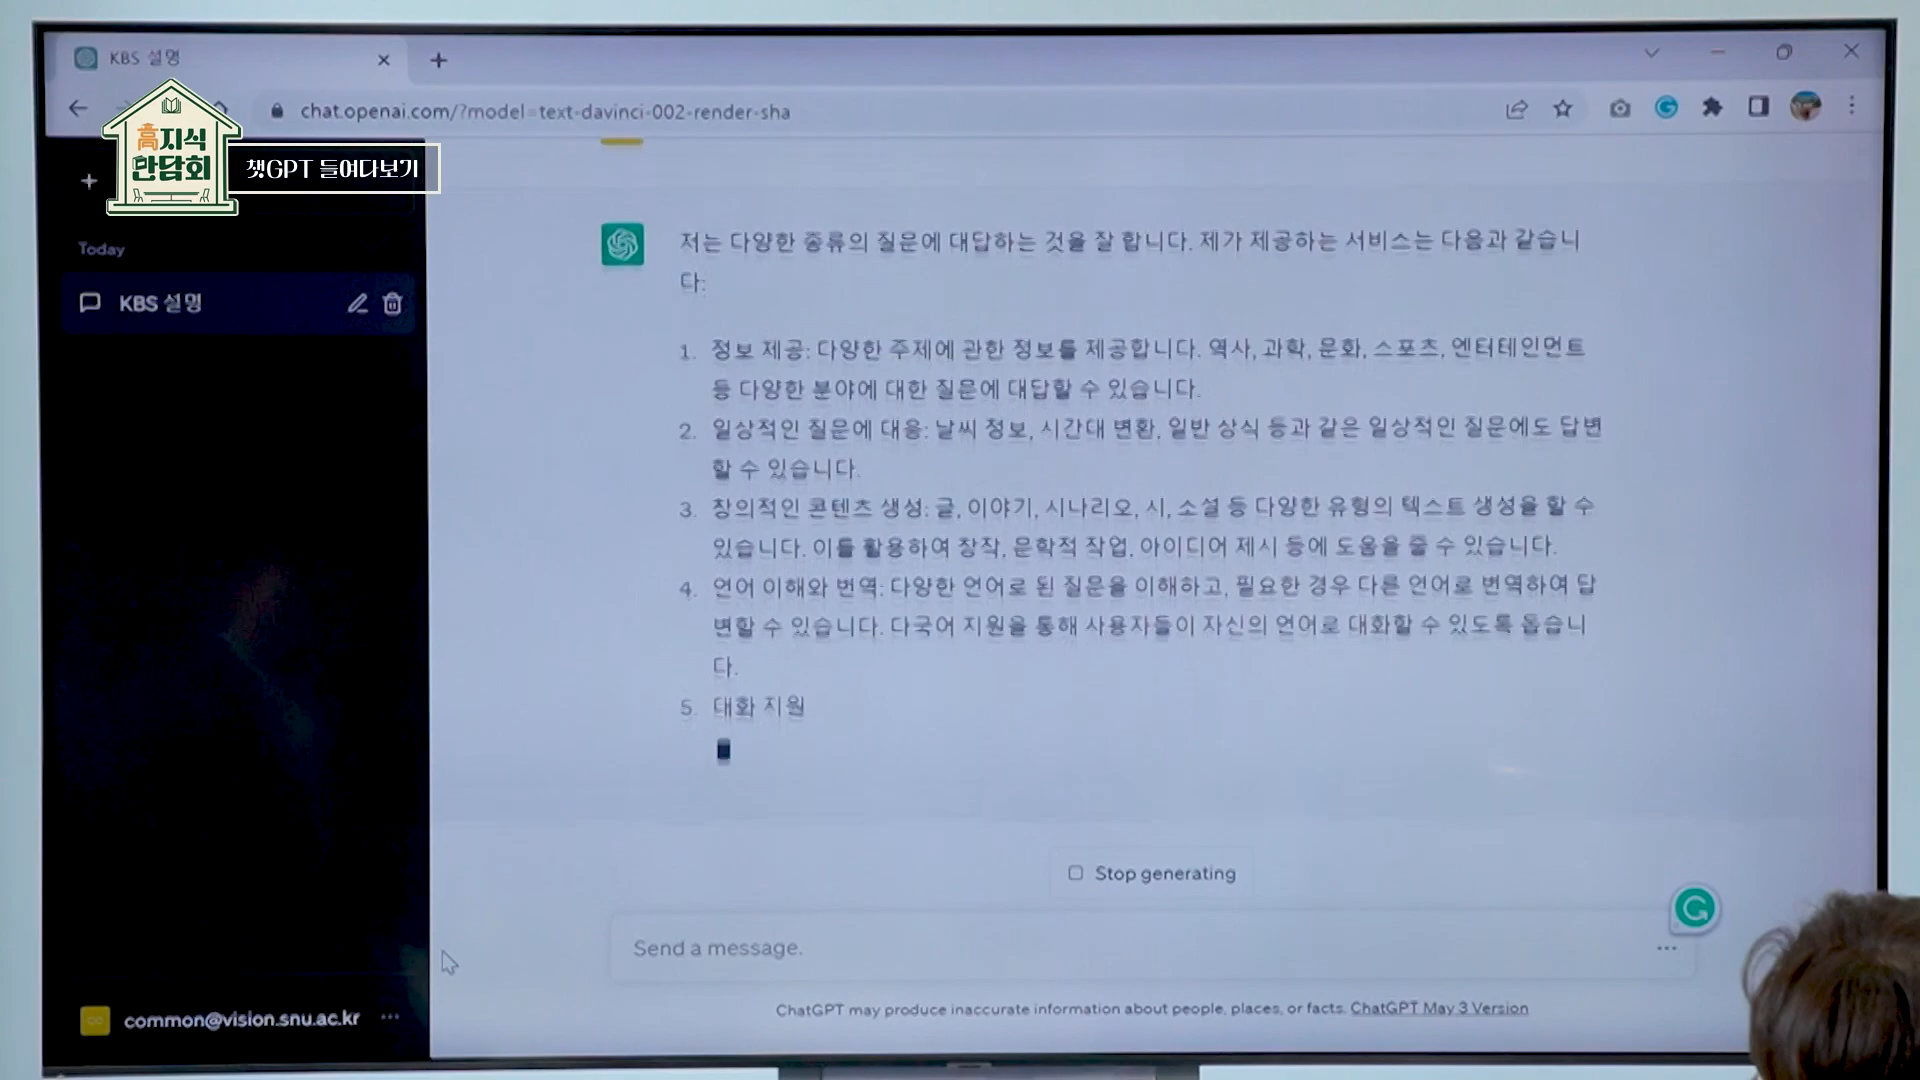 KBS 설명
chat.openai.com/?model=text-davinci-002-render-sha
高지식
만담회
챗GPT 들여다보기
Today
KBS 설명
저는 다양한 종류의 질문에 대답하는 것을 잘 합니다. 제가 제공하는 서비스는 다음과 같습니
다:
1. 정보 제공: 다양한 주제에 관한 정보를 제공합니다. 역사, 과학, 문화, 스포츠, 엔터테인먼트
등 다양한 분야에 대한 질문에 대답할 수 있습니다.
2. 일상적인 질문에 대응: 날씨 정보, 시간대 변환, 일반 상식 등과 같은 일상적인 질문에도 답변
할 수 있습니다.
3. 창의적인 콘텐츠 생성: 글, 이야기, 시나리오, 시, 소설 등 다양한 유형의 텍스트 생성을 할 수
있습니다. 이를 활용하여 창작, 문학적 작업, 아이디어 제시 등에 도움을 줄 수 있습니다.
4. 언어 이해와 번역: 다양한 언어로 된 질문을 이해하고, 필요한 경우 다른 언어로 번역하여 답
변할 수 있습니다. 다국어 지원을 통해 사용자들이 자신의 언어로 대화할 수 있도록 돕습니
다.
5. 대화 지원
Stop generating
Send a message.
ChatGPT may produce inaccurate information about people, places, or facts. ChatGPT May 3 Version
common@vision.snu.ac.kr